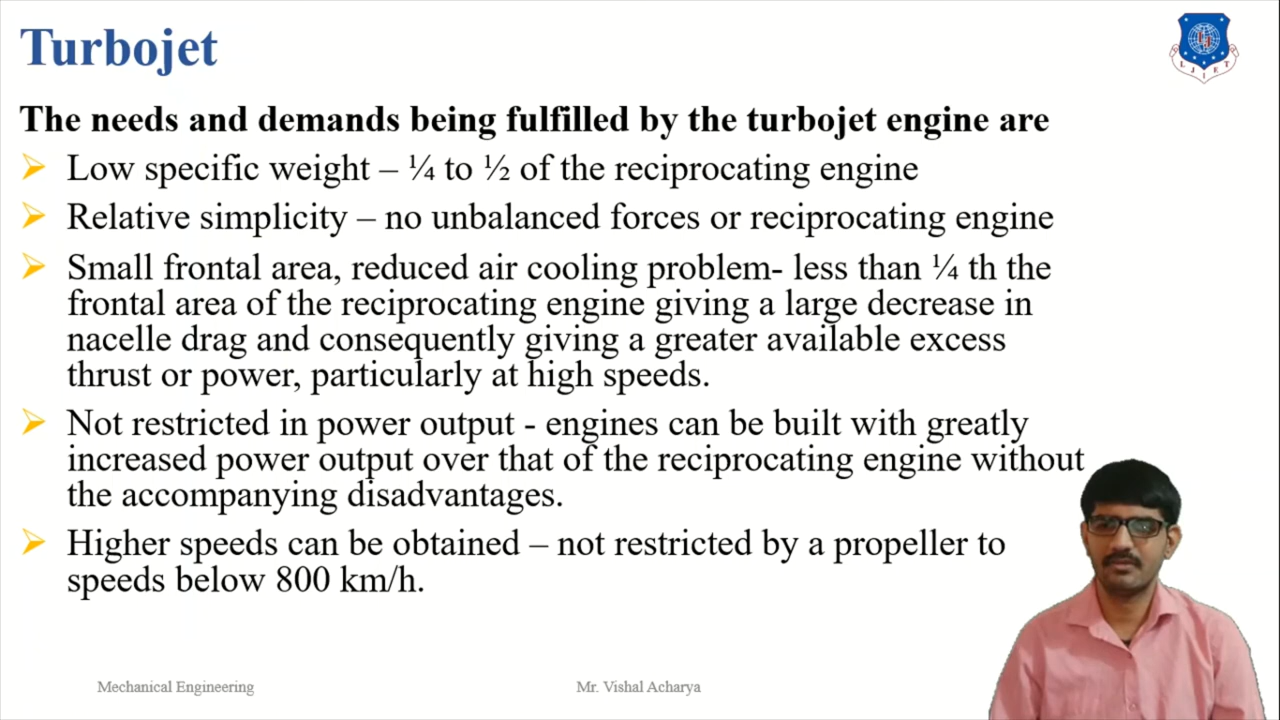 Turbojet
LJIET
The needs and demands being fulfilled by the turbojet engine are
Low specific weight – ¼ to ½ of the reciprocating engine
Relative simplicity – no unbalanced forces or reciprocating engine
Small frontal area, reduced air cooling problem- less than ¼ th the
frontal area of the reciprocating engine giving a large decrease in
nacelle drag and consequently giving a greater available excess
thrust or power, particularly at high speeds.
Not restricted in power output - engines can be built with greatly
increased power output over that of the reciprocating engine without
the accompanying disadvantages.
Higher speeds can be obtained – not restricted by a propeller to
speeds below 800 km/h.
Mechanical Engineering
Mr. Vishal Acharya